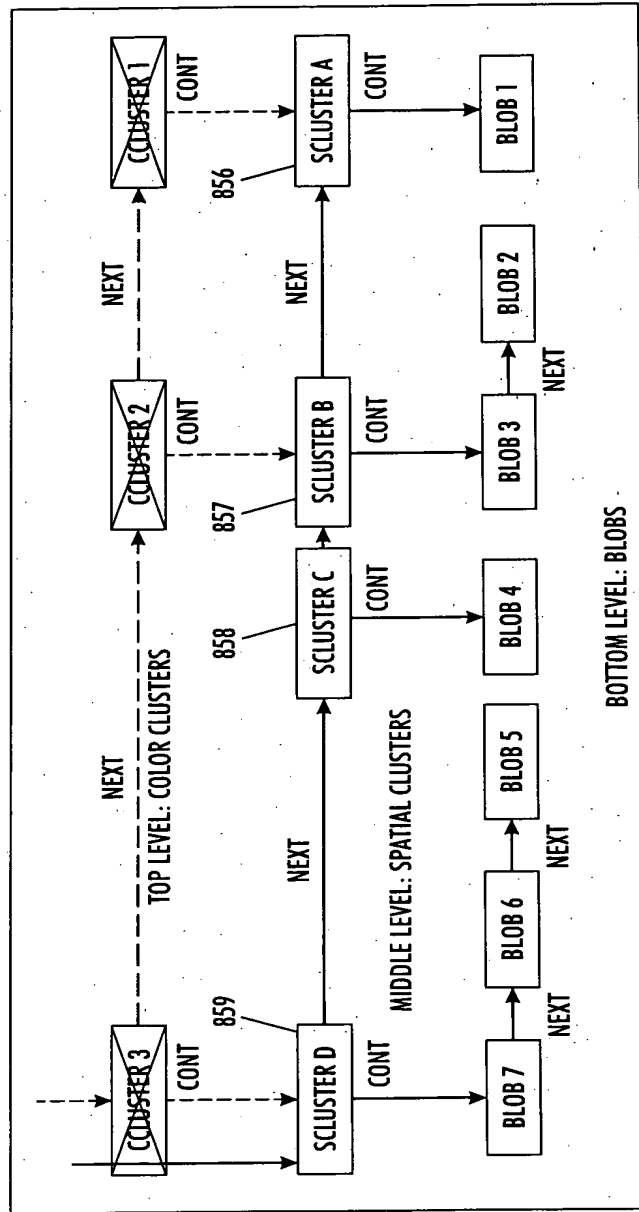 CCLUSTER 3
NEXT
CCLUSTER 2
NEXT
CCLUSTER 1
CONT
CONT
CONT
TOP LEVEL: COLOR CLUSTERS
859
858
857
856
SCLUSTER D
NEXT
SCLUSTER C
SCLUSTER B
NEXT
SCLUSTER A
CONT
CONT
CONT
CONT
MIDDLE LEVEL: SPATIAL CLUSTERS
BLOB 7
NEXT
BLOB 6
NEXT
BLOB 5
BLOB 4
BLOB 3
NEXT
BLOB 2
BLOB 1
BOTTOM LEVEL: BLOBS